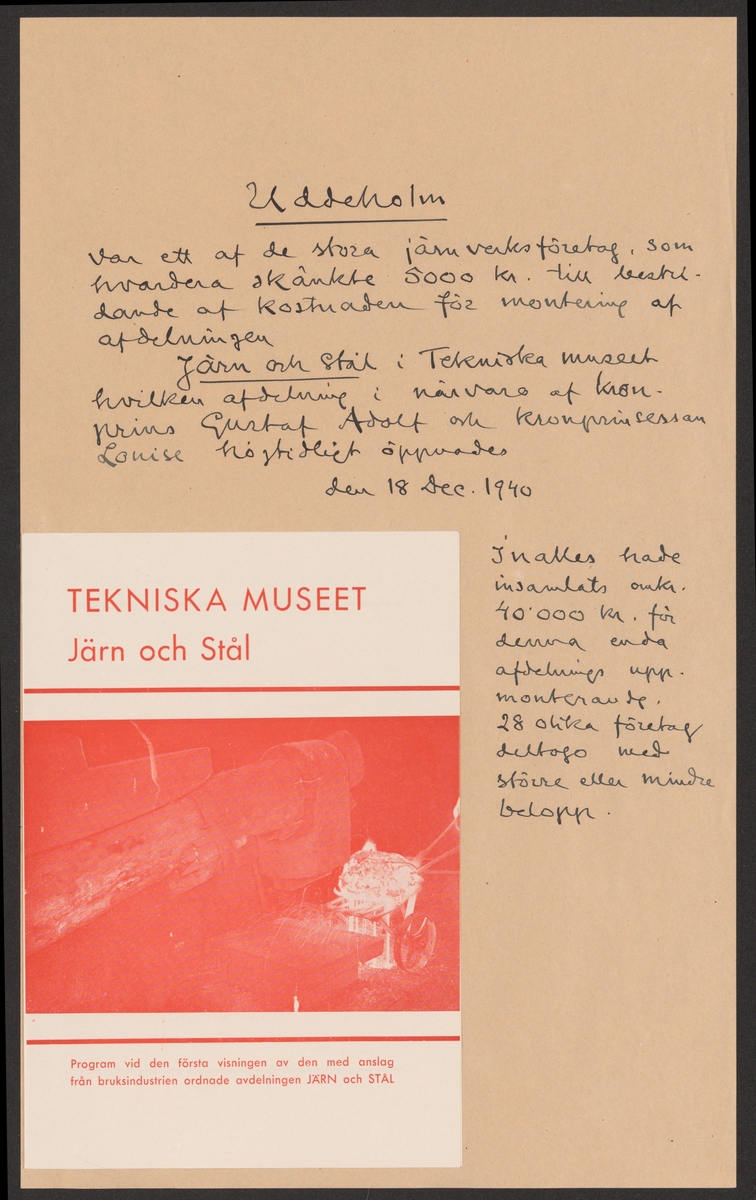 Uddeholm
var ett af de stora järnverksföretag, som
hvardera skänkte 5000 kr. till bestri-
dande af kostnaden för montering af
afdelningen
Järn och Stål i Tekniska museet
hvilken afdelning i närvaro af kron-
prins Gustaf Adolf och kronprinsessan
Louise högtidligt öppnades
den 18 Dec. 1940
Inalles hade
insamlats omkr.
40'000 kr. för
denna enda
afdelnings upp-
monterande.
28 olika företag
deltogo med
större eller mindre
belopp.
TEKNISKA MUSEET
Järn och Stål
Program vid den första visningen av den med anslag
från bruksindustrien ordnade avdelningen JÄRN och STÅL